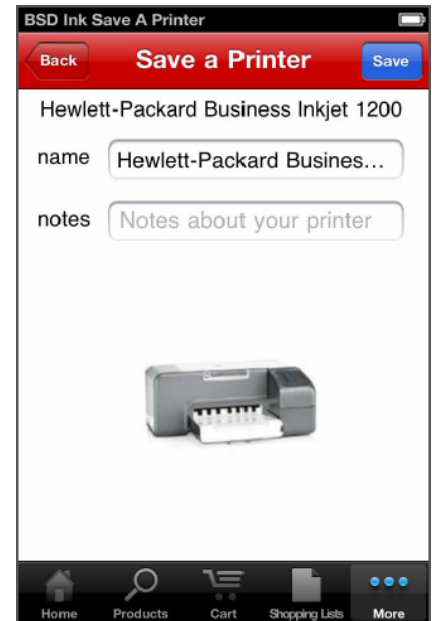 BSD Ink Save A Printer
Back Save a Printer Save
Hewlett-Packard Business Inkjet 1200
name Hewlett-Packard Busines...
notes Notes about your printer
Home Products Cart Shopping Lists More